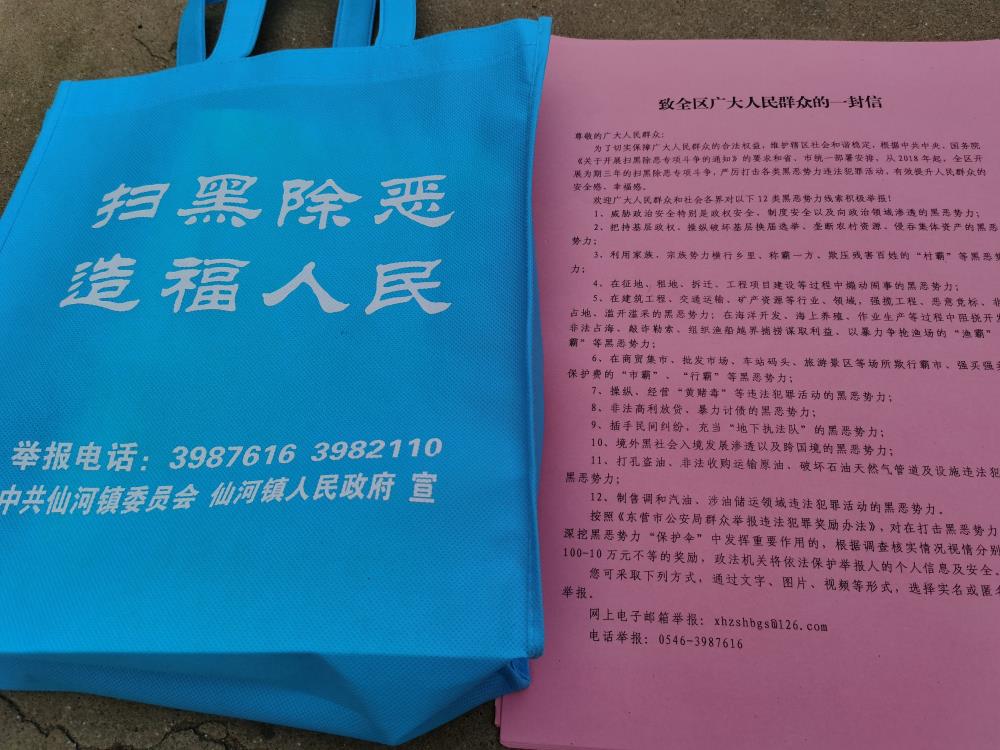 扫黑除恶
造福人民
举报电话：3987616 3982110
中共仙河镇委员会 仙河镇人民政府 宣
致全区广大人民群众的一封信
尊敬的广大人民群众：
为了切实保障广大人民群众的合法权益，维护辖区社会和谐稳定，根据中共中央、国务院
《关于开展扫黑除恶专项斗争的通知》的要求和省、市统一部署安排，从2018年起，全区开
展为期三年的扫黑除恶专项斗争，严厉打击各类黑恶势力违法犯罪活动，有效提升人民群众的
安全感、幸福感。
欢迎广大人民群众和社会各界对以下12类黑恶势力线索积极举报！
1、威胁政治安全特别是政权安全、制度安全以及向政治领域渗透的黑恶势力；
2、把持基层政权、操纵破坏基层换届选举、垄断农村资源、侵吞集体资产的黑恶
势力；
3、利用家族、宗族势力横行乡里、称霸一方、欺压残害百姓的“村霸”等黑恶势
力；
4、在征地、租地、拆迁、工程项目建设等过程中煽动闹事的黑恶势力；
5、在建筑工程、交通运输、矿产资源等行业、领域，强揽工程、恶意竞标、非
占地、滥开滥采的黑恶势力；在海洋开发、海上养殖、作业生产等过程中阻挠开发
非法占海、敲诈勒索、组织渔船越界捕捞谋取利益、以暴力争抢渔场的“渔霸”
霸”等黑恶势力；
6、在商贸集市、批发市场、车站码头、旅游景区等场所欺行霸市、强买强卖
保护费的“市霸”、“行霸”等黑恶势力；
7、操纵、经营“黄赌毒”等违法犯罪活动的黑恶势力；
8、非法高利放贷、暴力讨债的黑恶势力；
9、插手民间纠纷，充当“地下执法队”的黑恶势力；
10、境外黑社会入境发展渗透以及跨国境的黑恶势力；
11、打孔盗油、非法收购运输原油、破坏石油天然气管道及设施违法犯
黑恶势力；
12、制售调和汽油、涉油储运领域违法犯罪活动的黑恶势力。
按照《东营市公安局群众举报违法犯罪奖励办法》，对在打击黑恶势力
深挖黑恶势力“保护伞”中发挥重要作用的，根据调查核实情况视情分别
100-10万元不等的奖励，政法机关将依法保护举报人的个人信息及安全。
您可采取下列方式，通过文字、图片、视频等形式，选择实名或匿名
举报。
网上电子邮箱举报：xhzshbgs@126.com
电话举报：0546-3987616